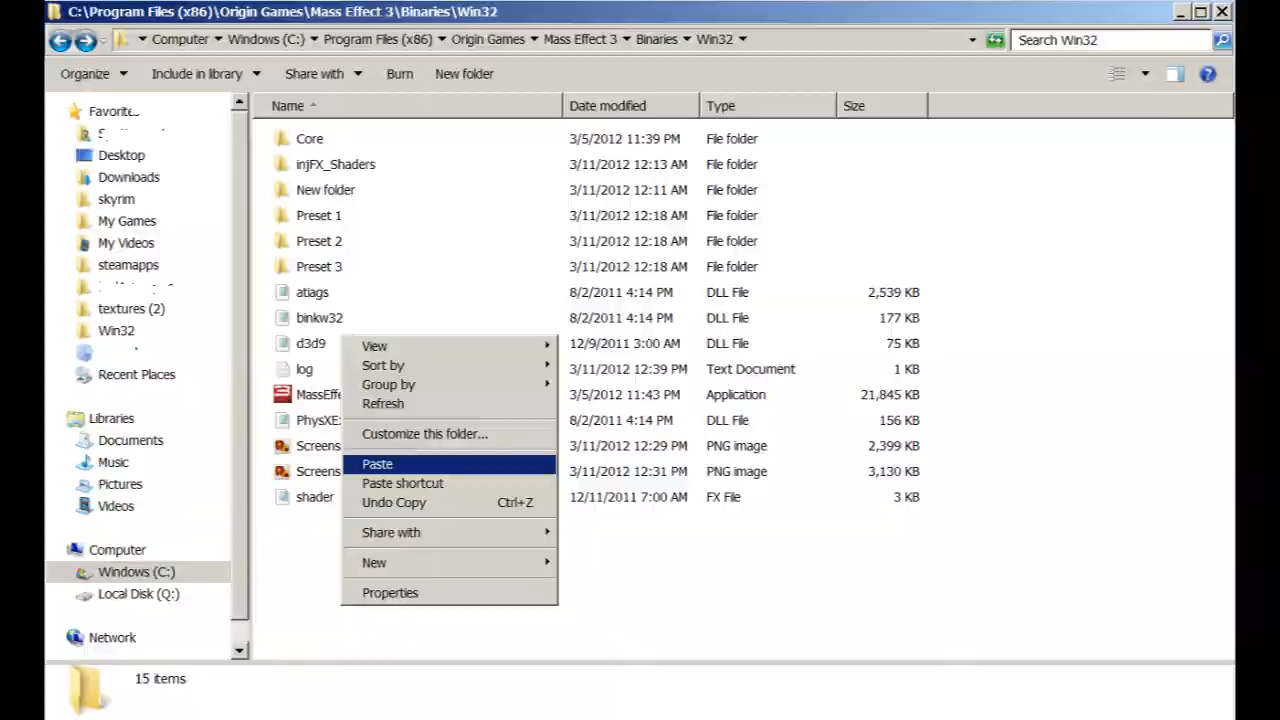 C:\Program Files (x86)\Origin Games\Mass Effect 3\Binaries\Win32
Computer Windows (C:) Program Files (x86) Origin Games Mass Effect 3 Binaries Win32 Search Win32
Organize Include in library Share with Burn New folder
Name Date modified Type Size
Core 3/5/2012 11:39 PM File folder
injFX_Shaders 3/11/2012 12:13 AM File folder
New folder 3/11/2012 12:11 AM File folder
Preset 1 3/11/2012 12:18 AM File folder
Preset 2 3/11/2012 12:18 AM File folder
Preset 3 3/11/2012 12:18 AM File folder
atiags 8/2/2011 4:14 PM DLL File 2,539 KB
binkw32 8/2/2011 4:14 PM DLL File 177 KB
d3d9 12/9/2011 3:00 AM DLL File 75 KB
log 3/11/2012 12:39 PM Text Document 1 KB
MassEffe 3/5/2012 11:43 PM Application 21,845 KB
PhysXE 8/2/2011 4:14 PM DLL File 156 KB
Screens 3/11/2012 12:29 PM PNG image 2,399 KB
Screens 3/11/2012 12:31 PM PNG image 3,130 KB
shader 12/11/2011 7:00 AM FX File 3 KB
View
Sort by
Group by
Refresh
Customize this folder...
Paste
Paste shortcut
Undo Copy Ctrl+Z
Share with
New
Properties
Favorite
Desktop
Downloads
skyrim
My Games
My Videos
steamapps
textures (2)
Win32
Recent Places
Libraries
Documents
Music
Pictures
Videos
Computer
Windows (C:)
Local Disk (Q:)
Network
15 items